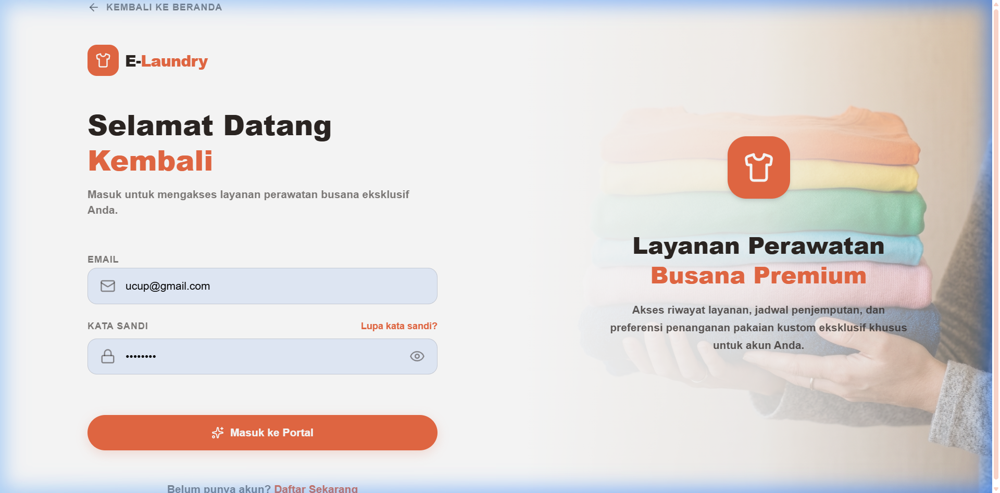 KEMBALI KE BERANDA
E-Laundry
Selamat Datang
Kembali
Masuk untuk mengakses layanan perawatan busana eksklusif
Anda.
EMAIL
ucup@gmail.com
KATA SANDI
Lupa kata sandi?
••••••••
Masuk ke Portal
Belum punya akun? Daftar Sekarang
Layanan Perawatan
Busana Premium
Akses riwayat layanan, jadwal penjemputan, dan
preferensi penanganan pakaian kustom eksklusif khusus
untuk akun Anda.